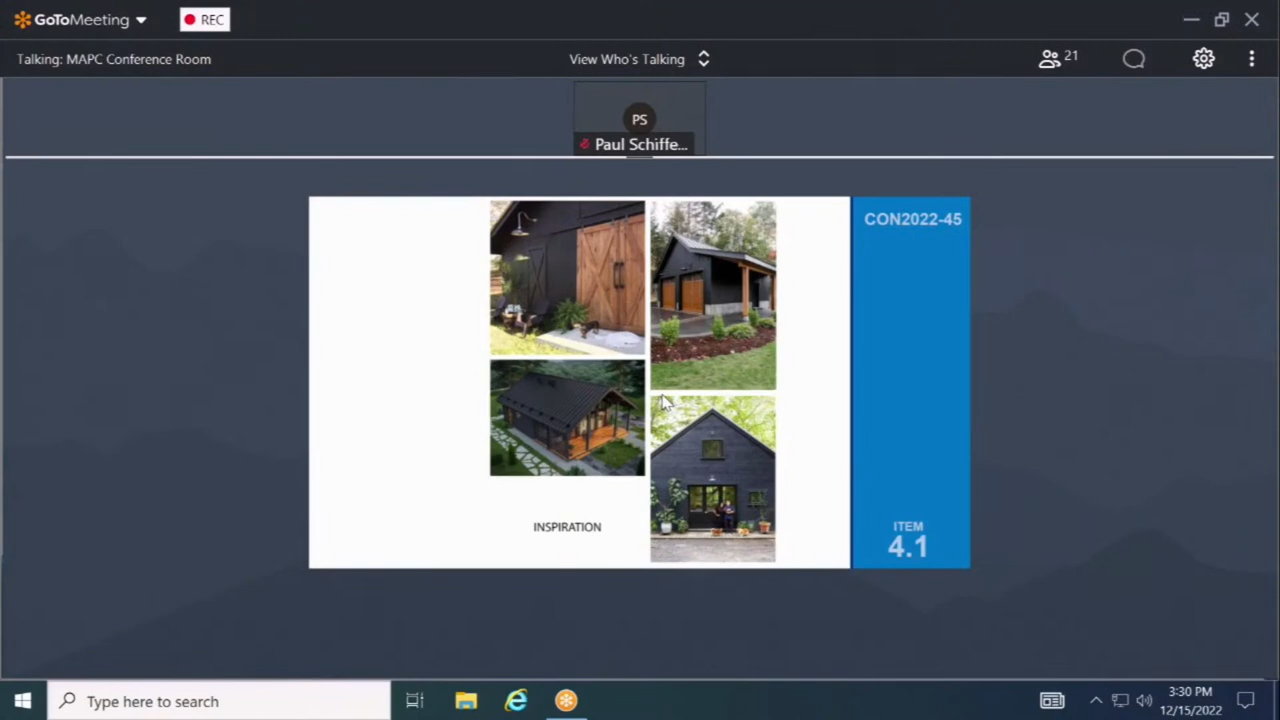 GoToMeeting
REC
Talking: MAPC Conference Room
View Who's Talking
21
PS
Paul Schiffe...
CON2022-45
INSPIRATION
ITEM
4.1
Type here to search
3:30 PM
12/15/2022